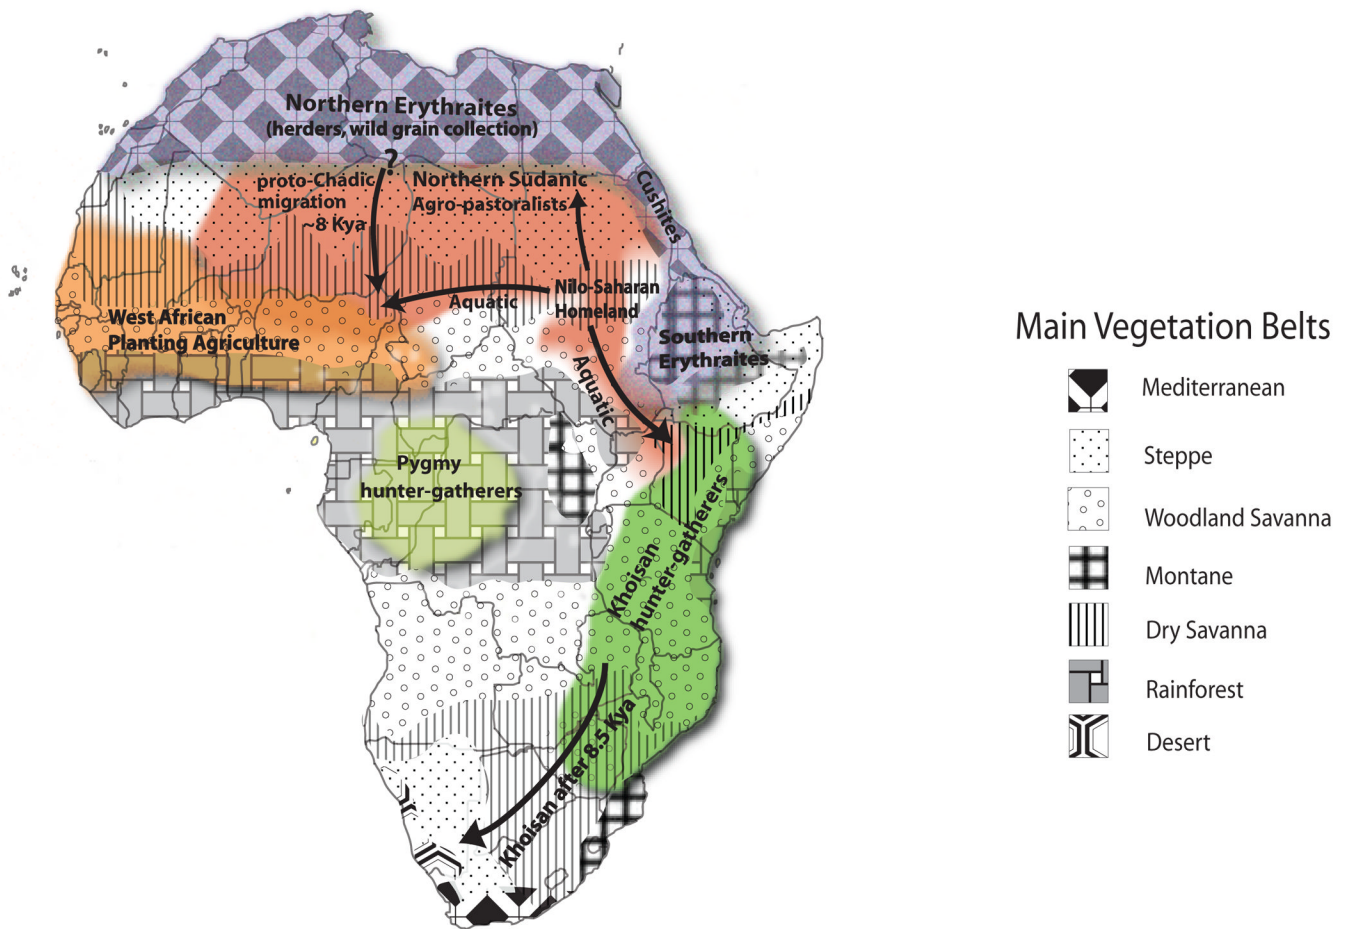 Northern Erythraites
(herders, wild grain collection)
?
proto-Chadic
migration
~8 Kya
Northern Sudanic
Agro-pastoralists
Cushites
Nilo-Saharan
Homeland
Aquatic
West African
Planting Agriculture
Southern
Erythraites
Aquatic
Pygmy
hunter-gatherers
Khoisan
hunter-gatherers
Khoisan after 8.5 Kya
Main Vegetation Belts
Mediterranean
Steppe
Woodland Savanna
Montane
Dry Savanna
Rainforest
Desert